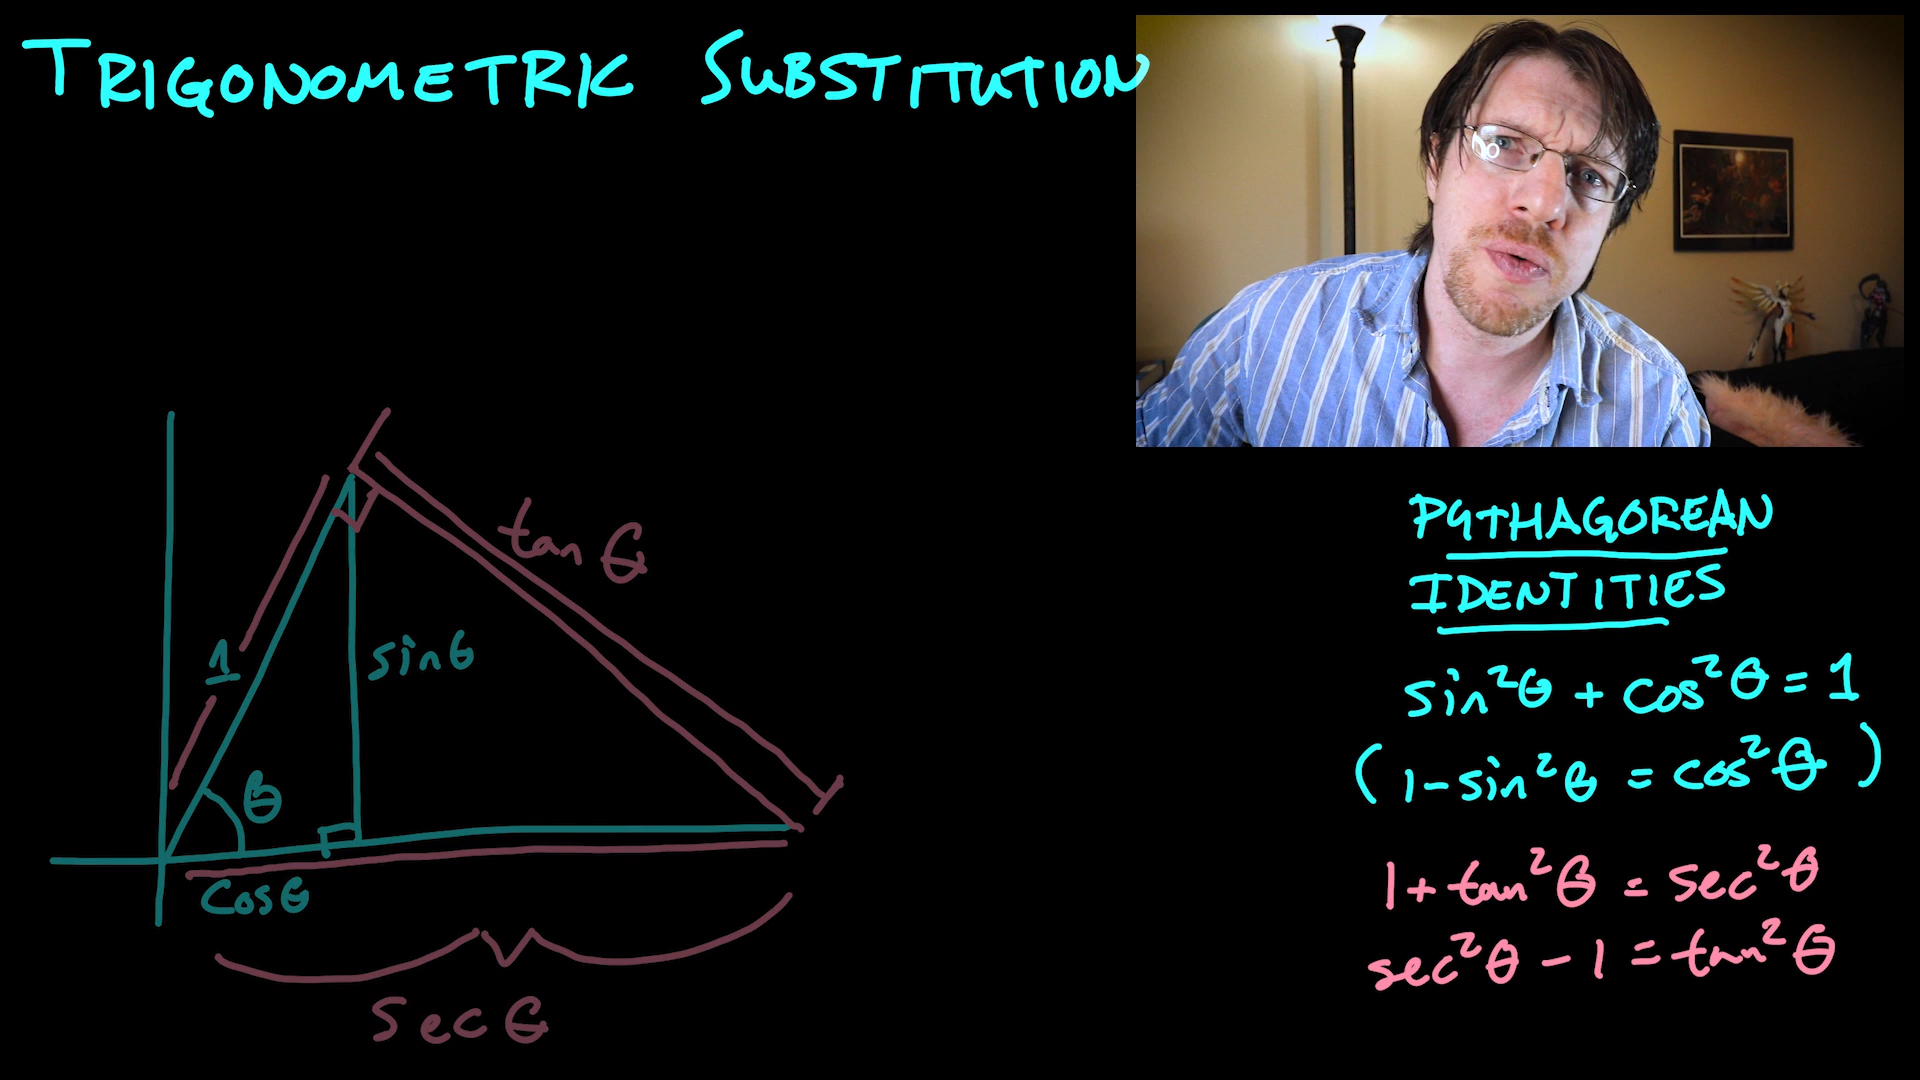 TRIGONOMETRIC SUBSTITUTION
tan θ
1
sin θ
θ
cos θ
sec θ
PYTHAGOREAN
IDENTITIES
sin²θ + cos²θ = 1
(1 - sin²θ = cos²θ)
1 + tan²θ = sec²θ
sec²θ - 1 = tan²θ